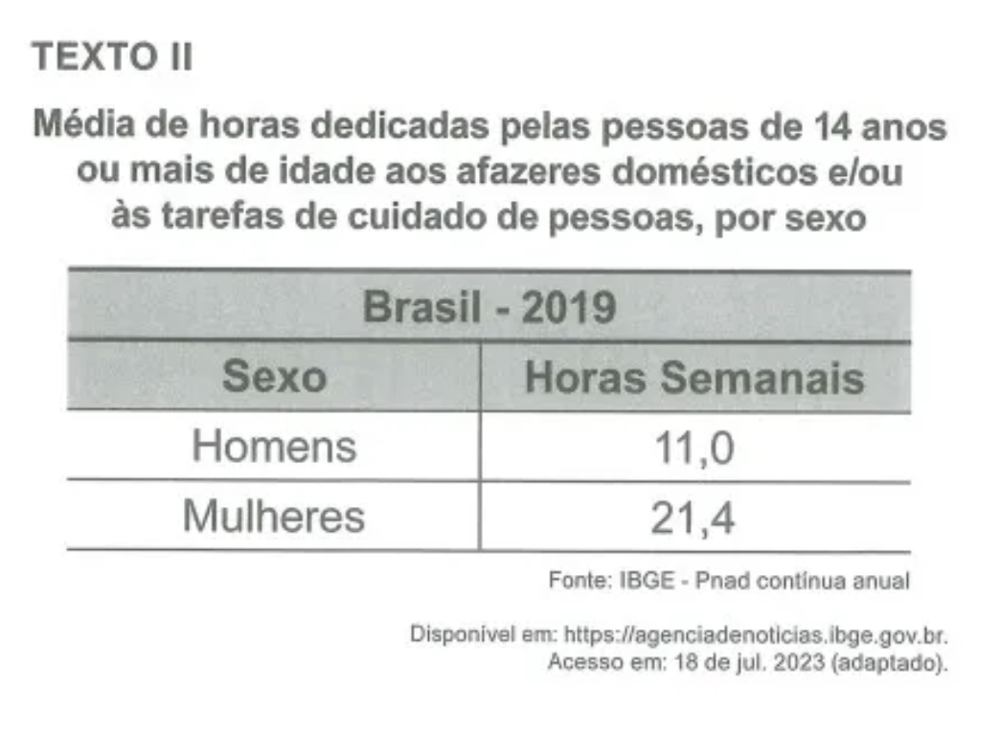 TEXTO II
Média de horas dedicadas pelas pessoas de 14 anos
ou mais de idade aos afazeres domésticos e/ou
às tarefas de cuidado de pessoas, por sexo
Brasil - 2019
Sexo Horas Semanais
Homens 11,0
Mulheres 21,4
Fonte: IBGE - Pnad contínua anual
Disponível em: https://agenciadenoticias.ibge.gov.br.
Acesso em: 18 de jul. 2023 (adaptado).